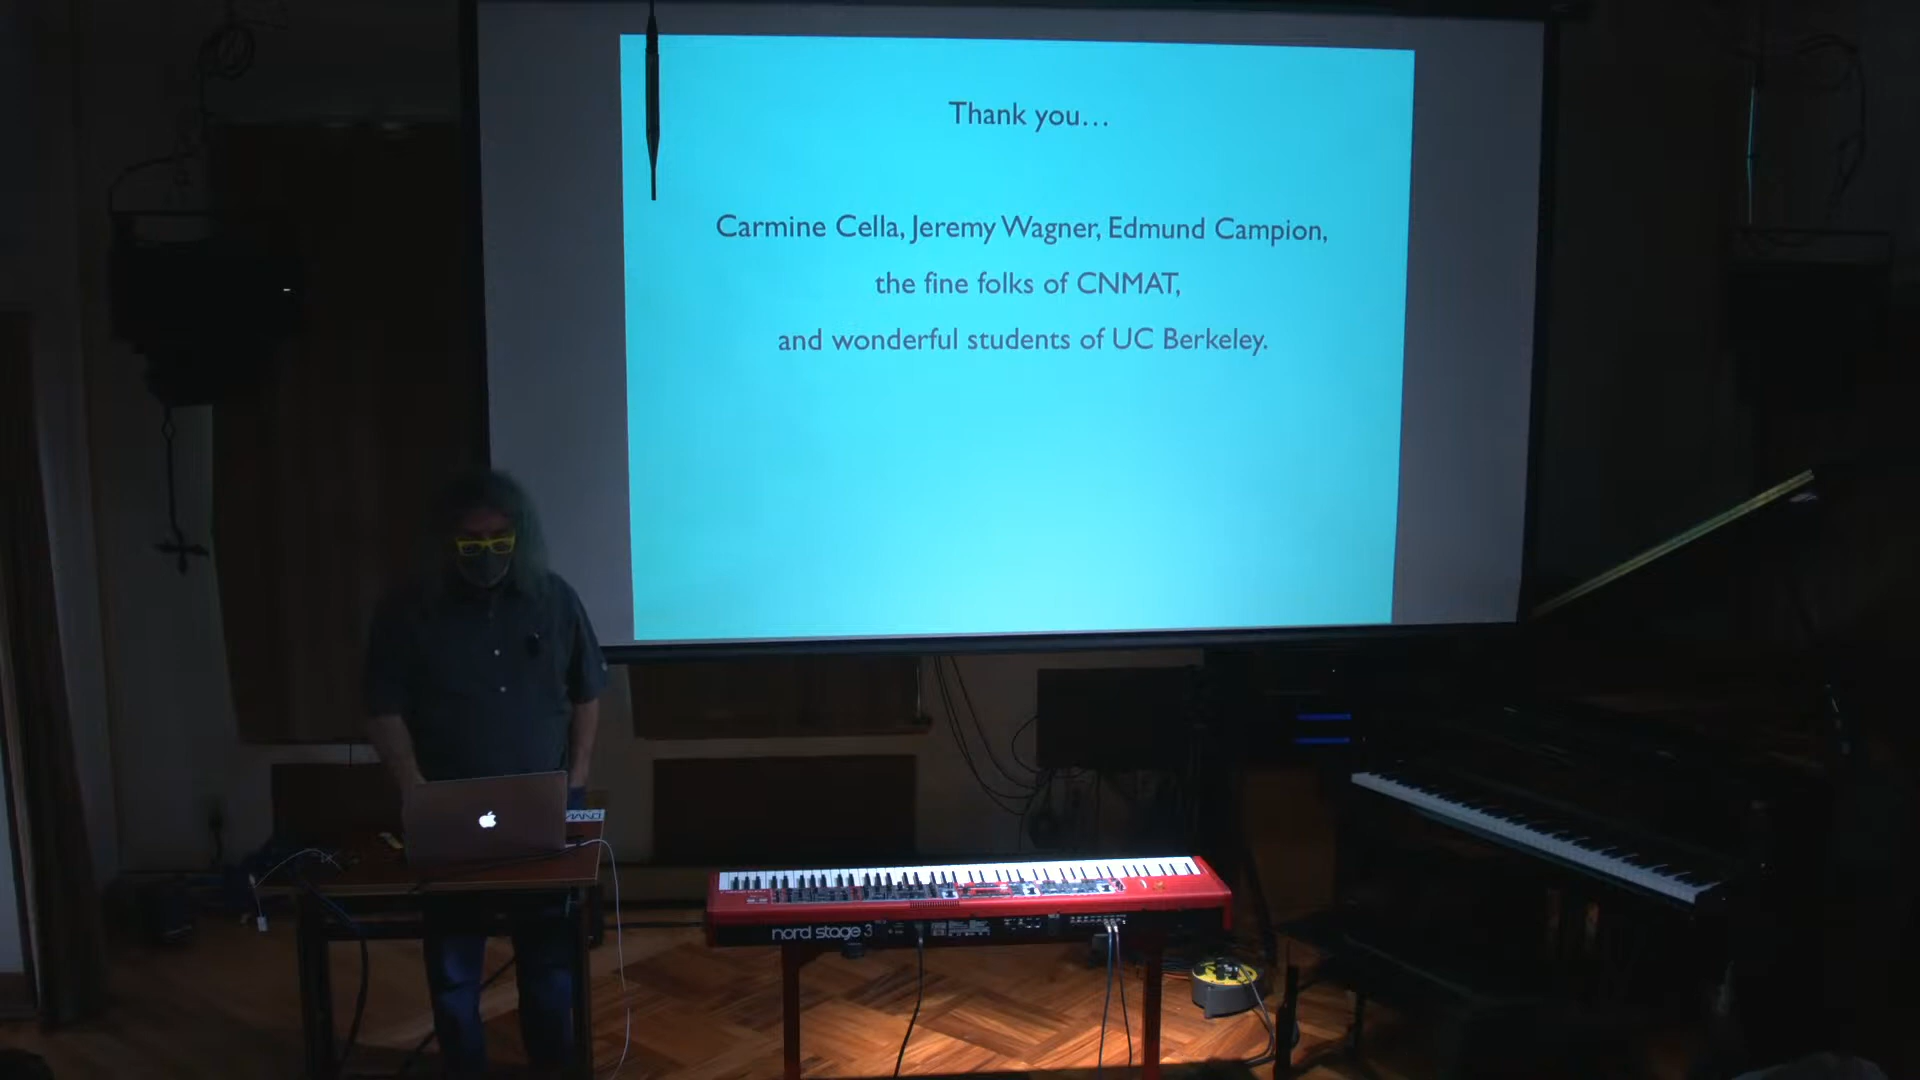 Thank you…
Carmine Cella, Jeremy Wagner, Edmund Campion,
the fine folks of CNMAT,
and wonderful students of UC Berkeley.
CNMAT
nord stage 3